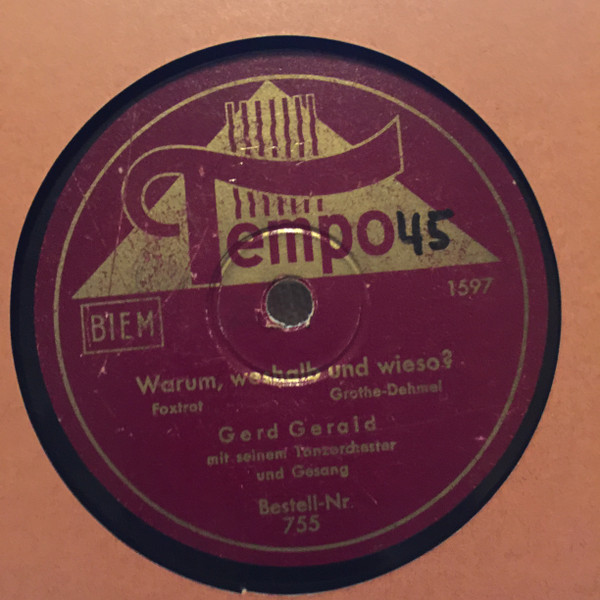 Tempo 45
1597
BIEM
Warum, weshalb und wieso?
Foxtrot Grothe-Dehmel
Gerd Gerald
mit seinem Tanzorchester
und Gesang
Bestell-Nr.
755